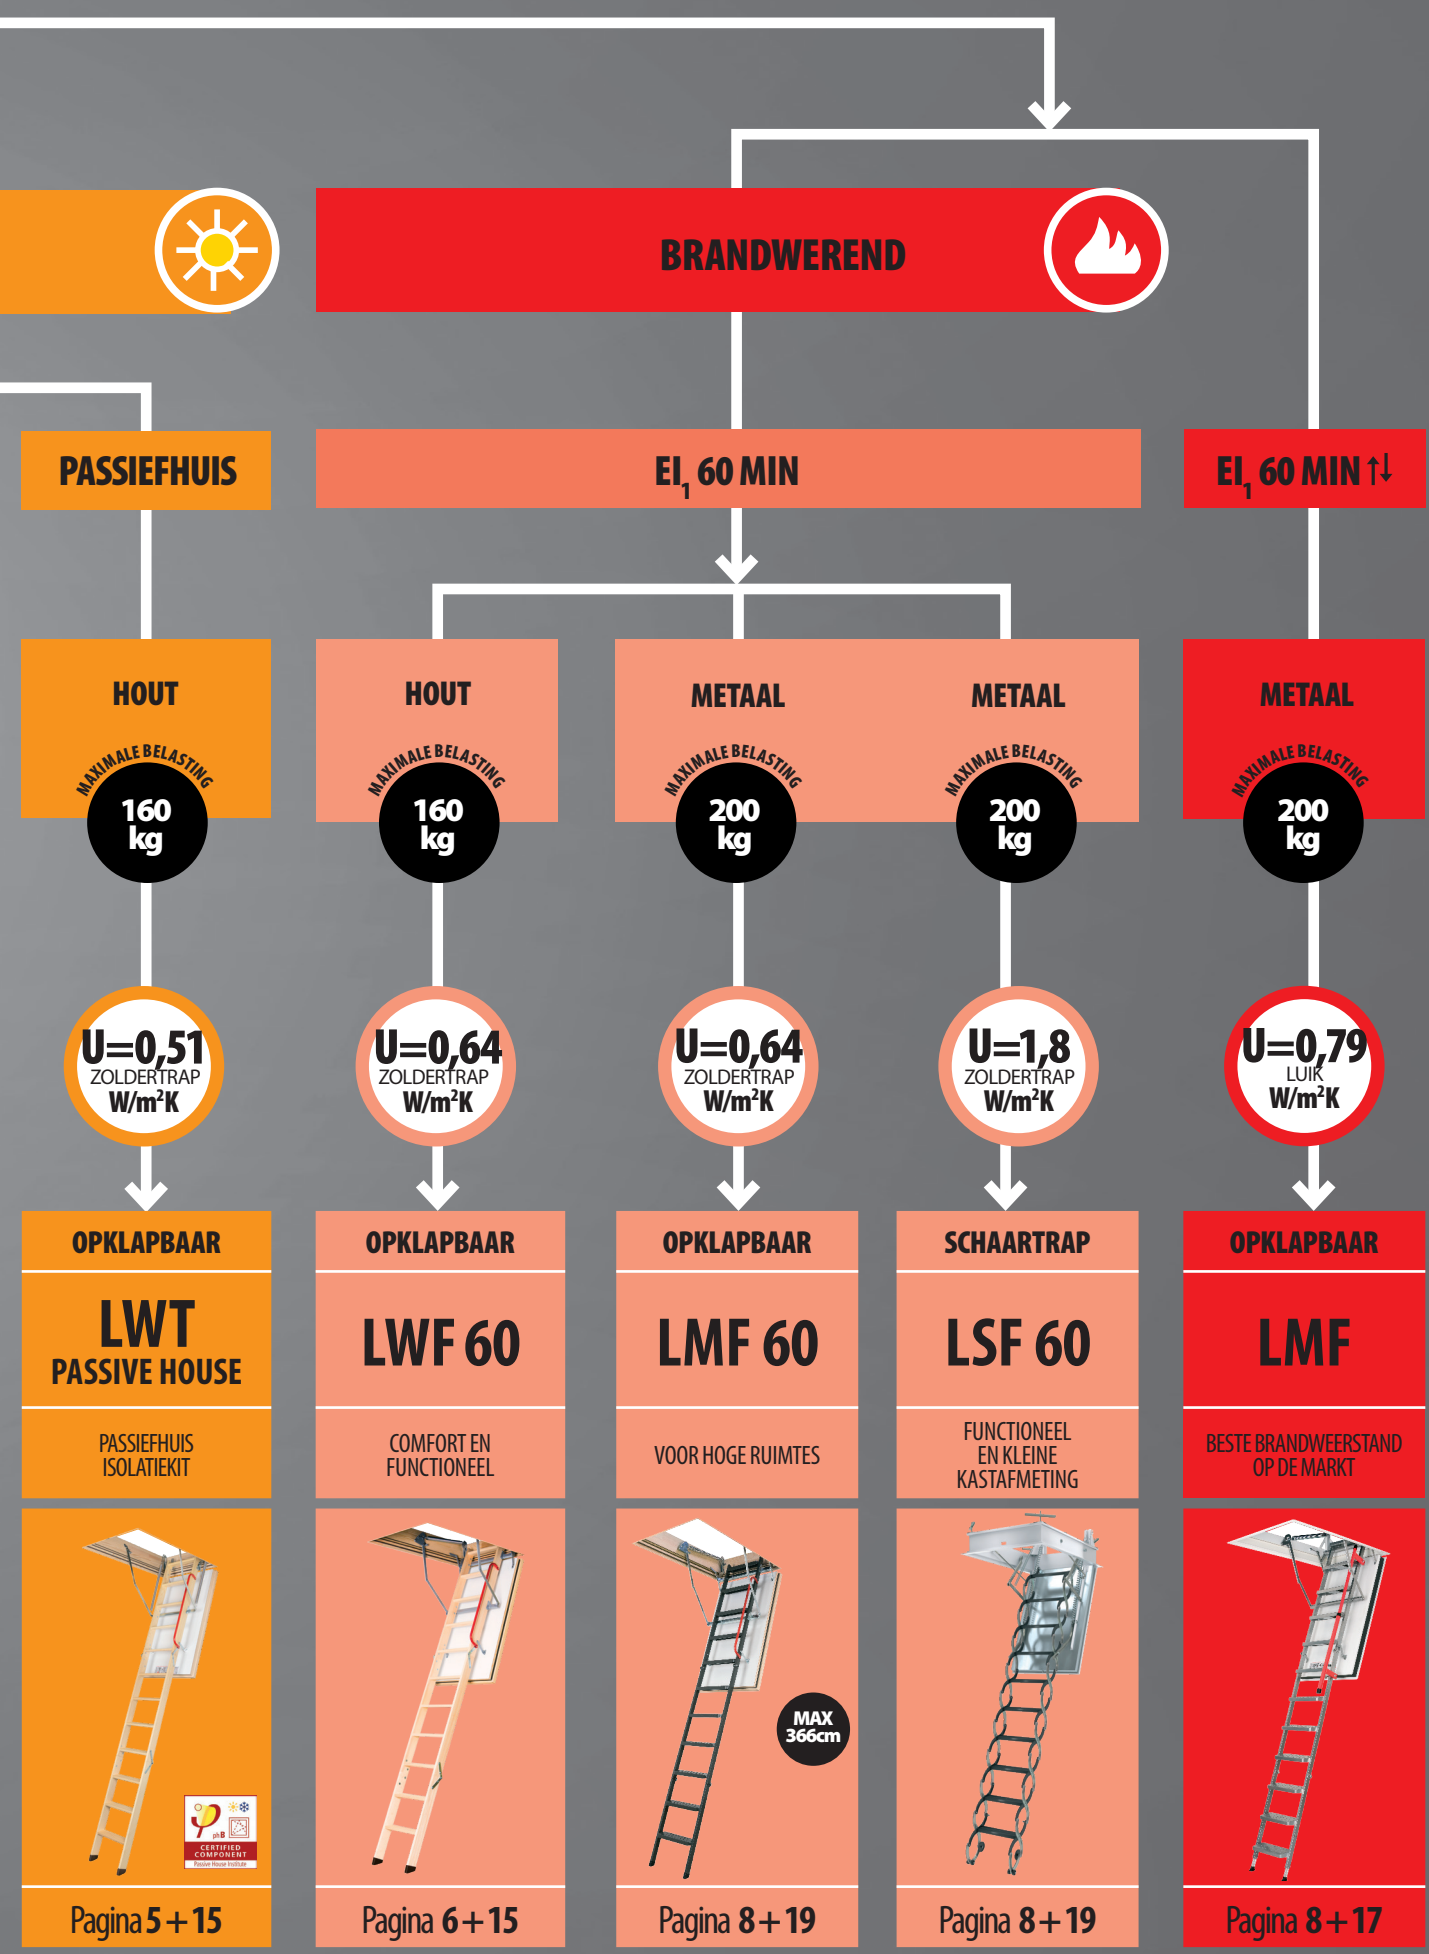 BRANDWEREND
PASSIEFHUIS
EI₁ 60 MIN
EI₁ 60 MIN ↑↓
HOUT
MAXIMALE BELASTING
160
kg
HOUT
MAXIMALE BELASTING
160
kg
METAAL
MAXIMALE BELASTING
200
kg
METAAL
MAXIMALE BELASTING
200
kg
METAAL
MAXIMALE BELASTING
200
kg
U=0,51
ZOLDERTRAP
W/m²K
U=0,64
ZOLDERTRAP
W/m²K
U=0,64
ZOLDERTRAP
W/m²K
U=1,8
ZOLDERTRAP
W/m²K
U=0,79
LUIK
W/m²K
OPKLAPBAAR
LWT
PASSIVE HOUSE
PASSIEFHUIS
ISOLATIEKIT
phB
CERTIFIED
COMPONENT
Passive House Institute
Pagina 5 + 15
OPKLAPBAAR
LWF 60
COMFORT EN
FUNCTIONEEL
Pagina 6 + 15
OPKLAPBAAR
LMF 60
VOOR HOGE RUIMTES
MAX
366cm
Pagina 8 + 19
SCHAARTRAP
LSF 60
FUNCTIONEEL
EN KLEINE
KASTAFMETING
Pagina 8 + 19
OPKLAPBAAR
LMF
BESTE BRANDWEERSTAND
OP DE MARKT
Pagina 8 + 17